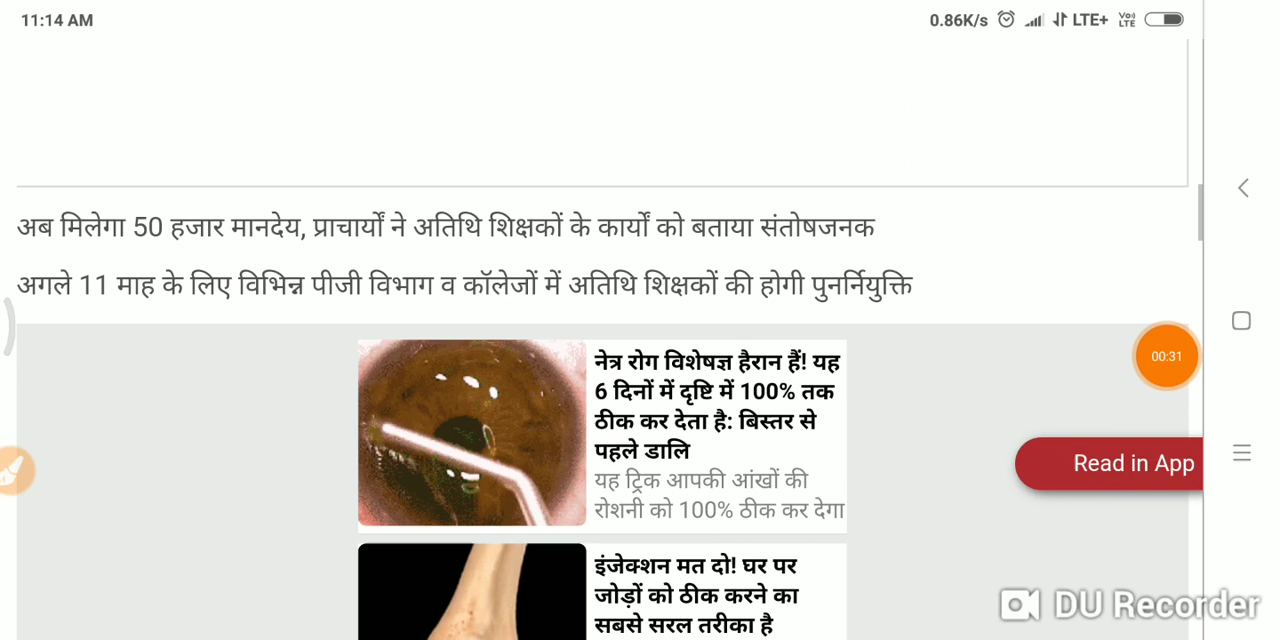 11:14 AM
0.86K/s LTE+ Vo)) LTE
अब मिलेगा 50 हजार मानदेय, प्राचार्यों ने अतिथि शिक्षकों के कार्यो को बताया संतोषजनक
अगले 11 माह के लिए विभिन्न पीजी विभाग व कॉलेजों में अतिथि शिक्षकों की होगी पुनर्नियुक्ति
नेत्र रोग विशेषज्ञ हैरान हैं! यह
6 दिनों में दृष्टि में 100% तक
ठीक कर देता है: बिस्तर से
पहले डालि
यह ट्रिक आपकी आंखों की
रोशनी को 100% ठीक कर देगा
00:31
Read in App
इंजेक्शन मत दो! घर पर
जोड़ों को ठीक करने का
सबसे सरल तरीका है
DU Recorder